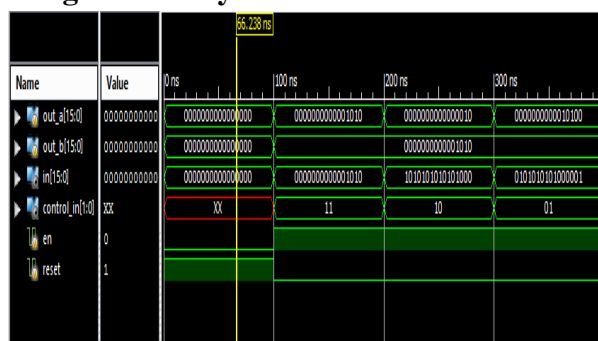 66.238 ns
Name Value 0 ns 100 ns 200 ns 300 ns
out_a[15:0] 00000000000 0000000000000000 0000000000001010 0000000000000010 0000000000010100
out_b[15:0] 00000000000 0000000000000000 0000000000001010
in[15:0] 00000000000 0000000000000000 0000000000001010 1010101010101000 0101010101000001
control_in[1:0] XX XX 11 10 01
en 0
reset 1